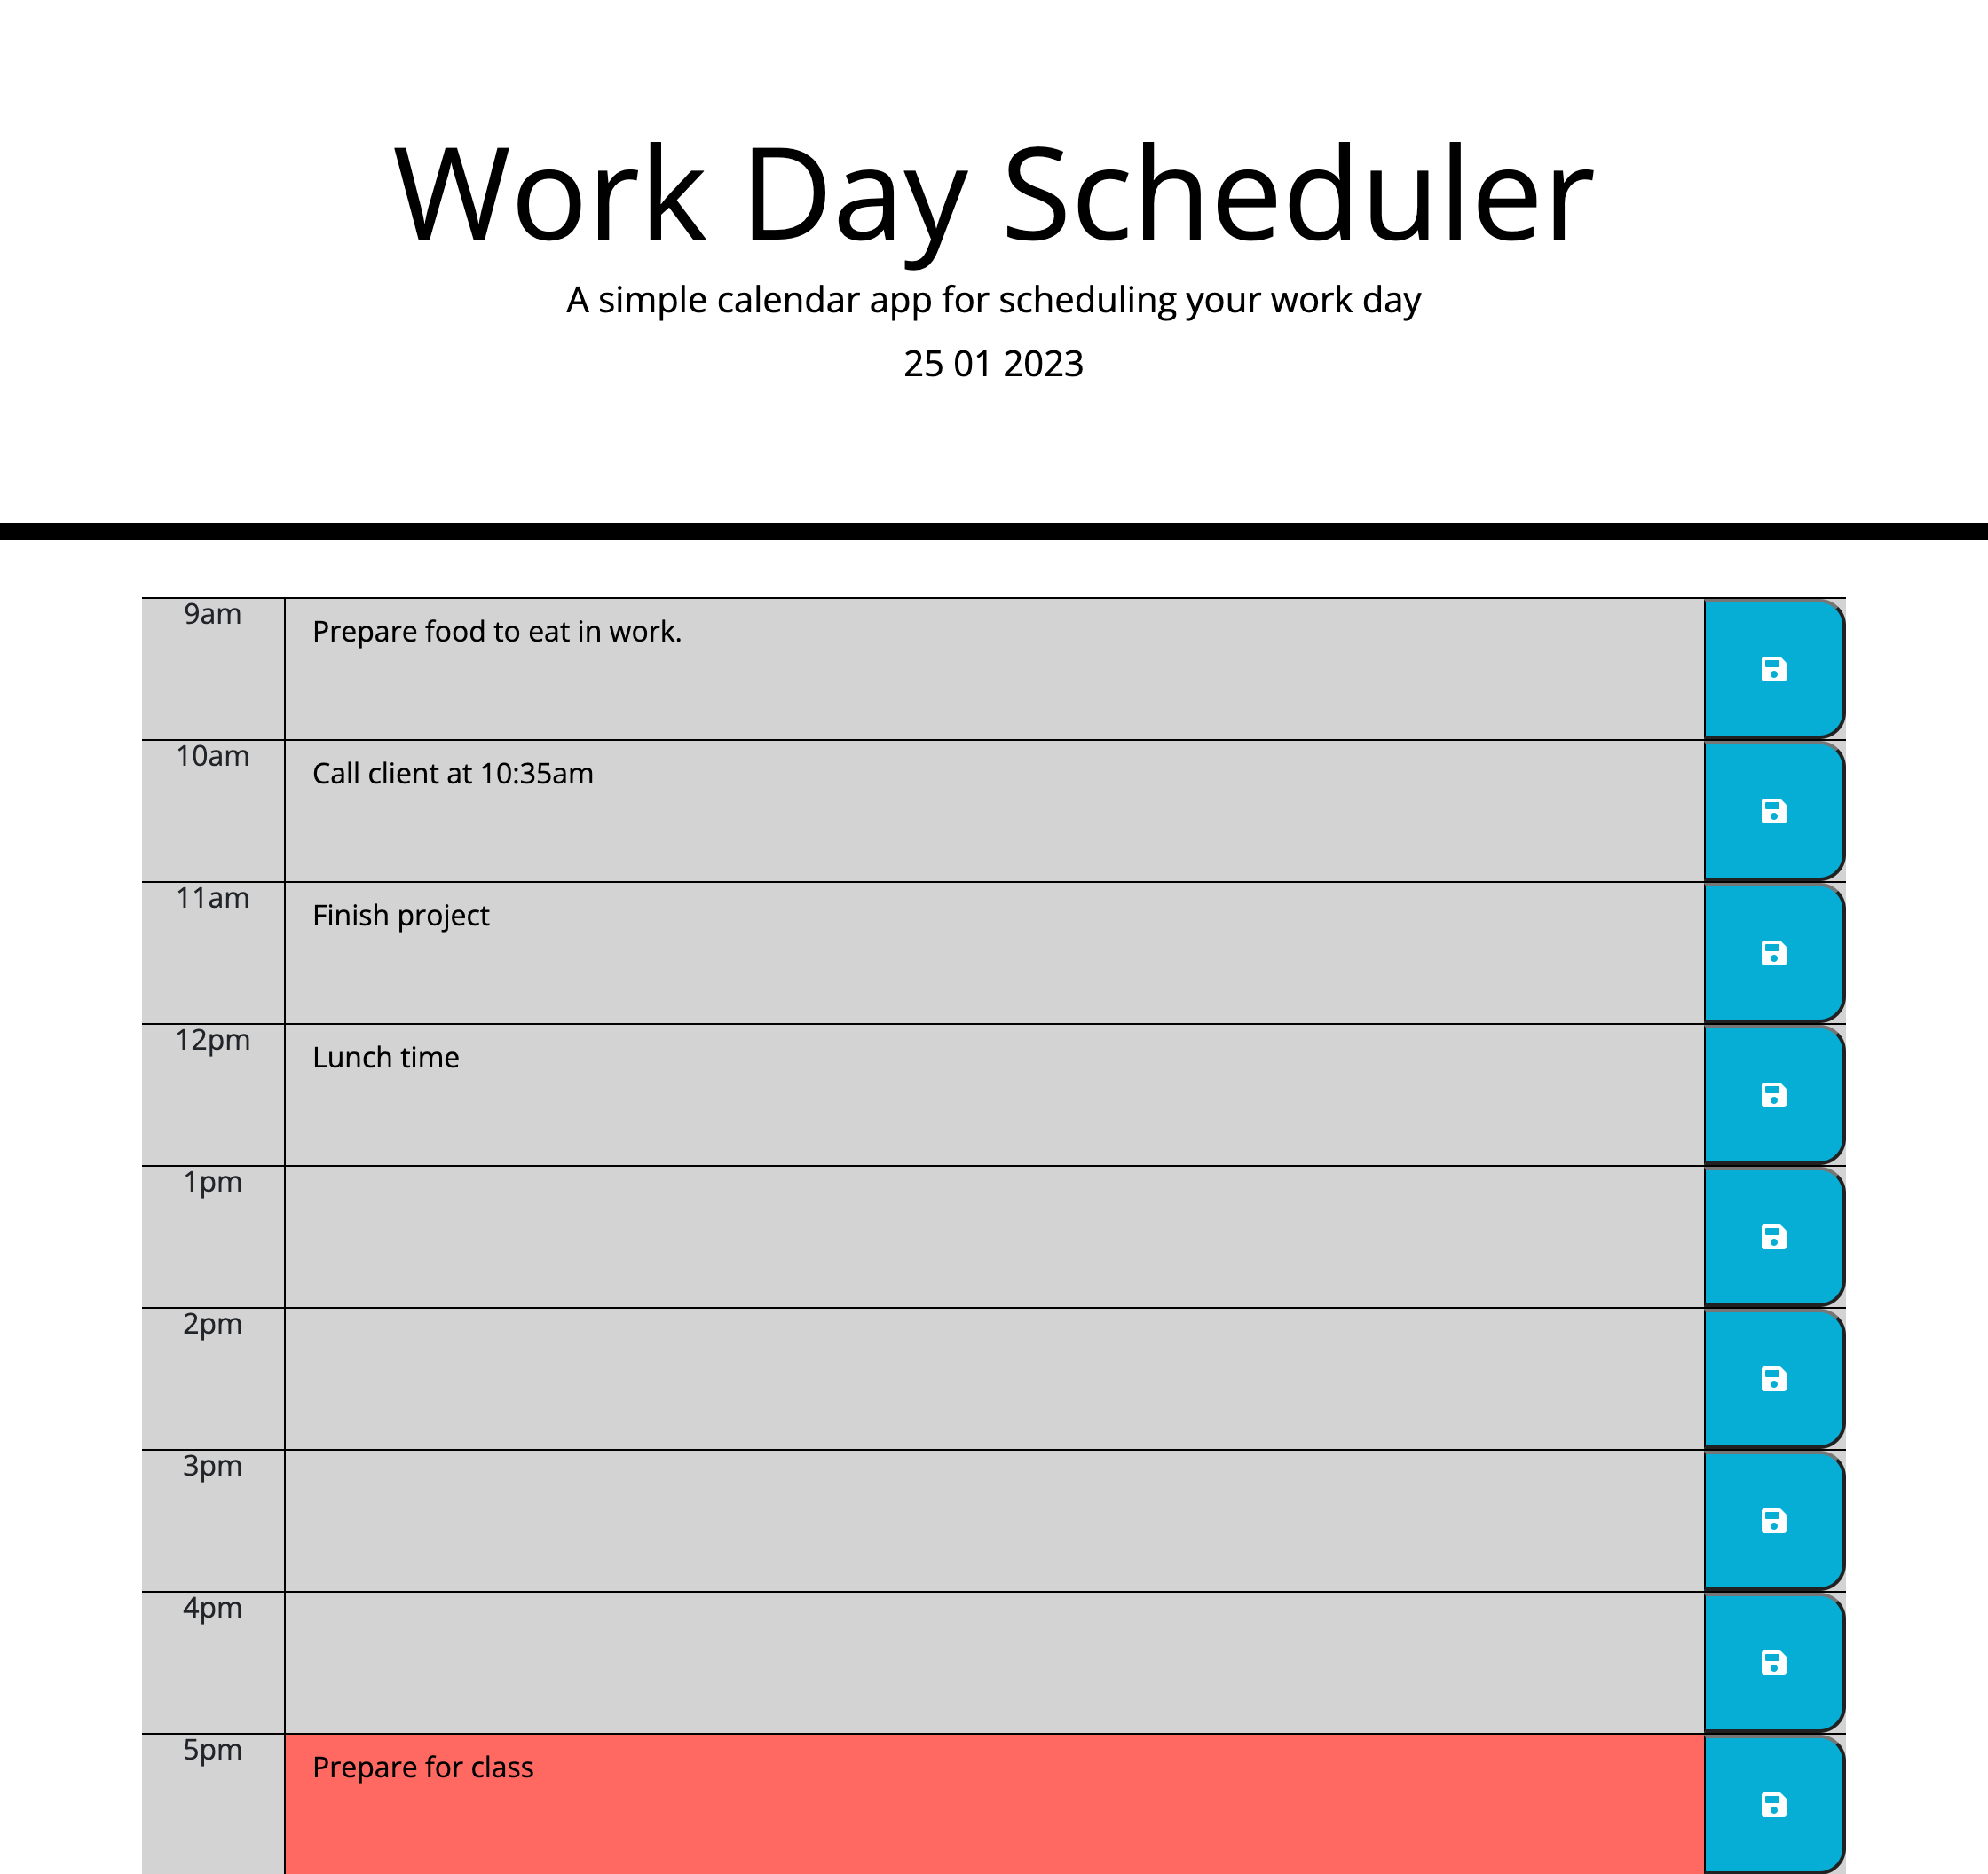 Work Day Scheduler
A simple calendar app for scheduling your work day
25 01 2023
9am
Prepare food to eat in work.
10am
Call client at 10:35am
11am
Finish project
12pm
Lunch time
1pm
2pm
3pm
4pm
5pm
Prepare for class